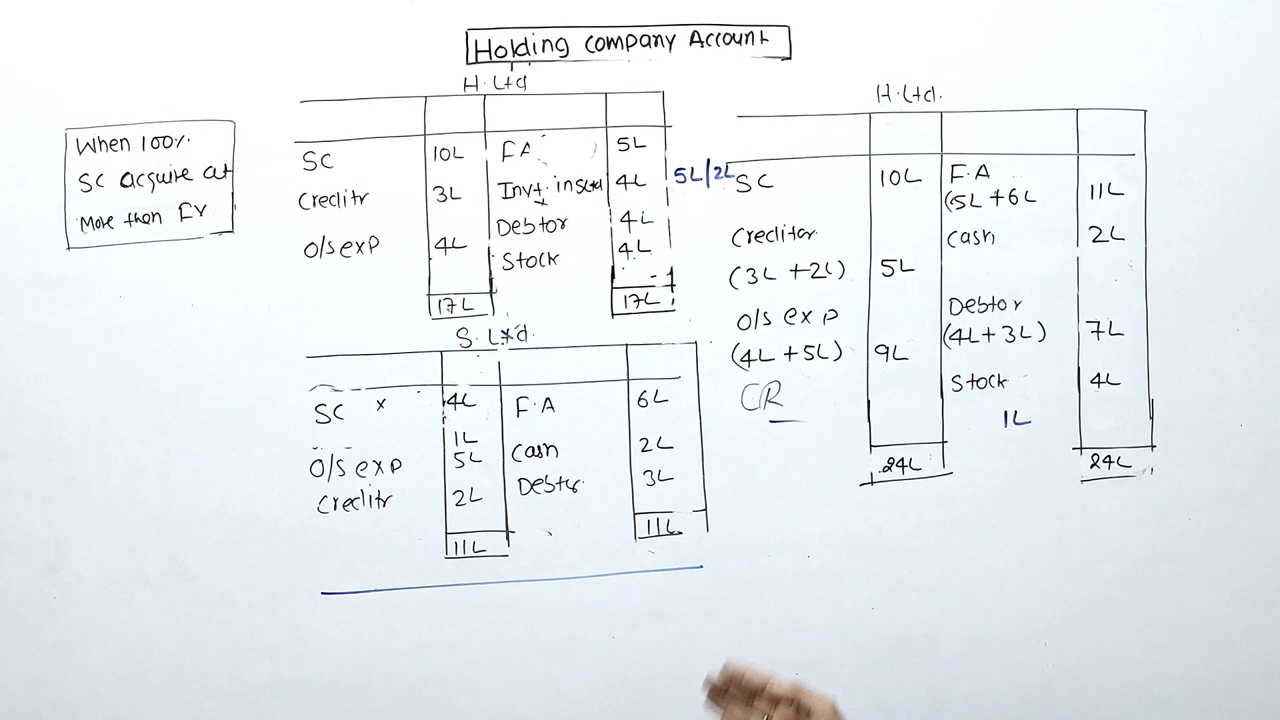 Holding Company Account
When 100%
SC acquire at
More than FV
H. Ltd
SC 10L F.A 5L
Creditr 3L Invt. in S Ltd 4L 5L/2L
O/S exp 4L Debtor 4L
Stock 4L
17L 17L
S. Ltd.
SC x 4L F.A 6L
1L
O/S exp 5L Cash 2L
Creditr 2L Debtr. 3L
11L 11L
H. Ltd.
SC 10L F.A 11L
(5L + 6L
Creditor Cash 2L
(3L + 2L) 5L
O/S exp Debtor
(4L + 5L) 9L (4L + 3L) 7L
CR Stock 4L
1L
24L 24L